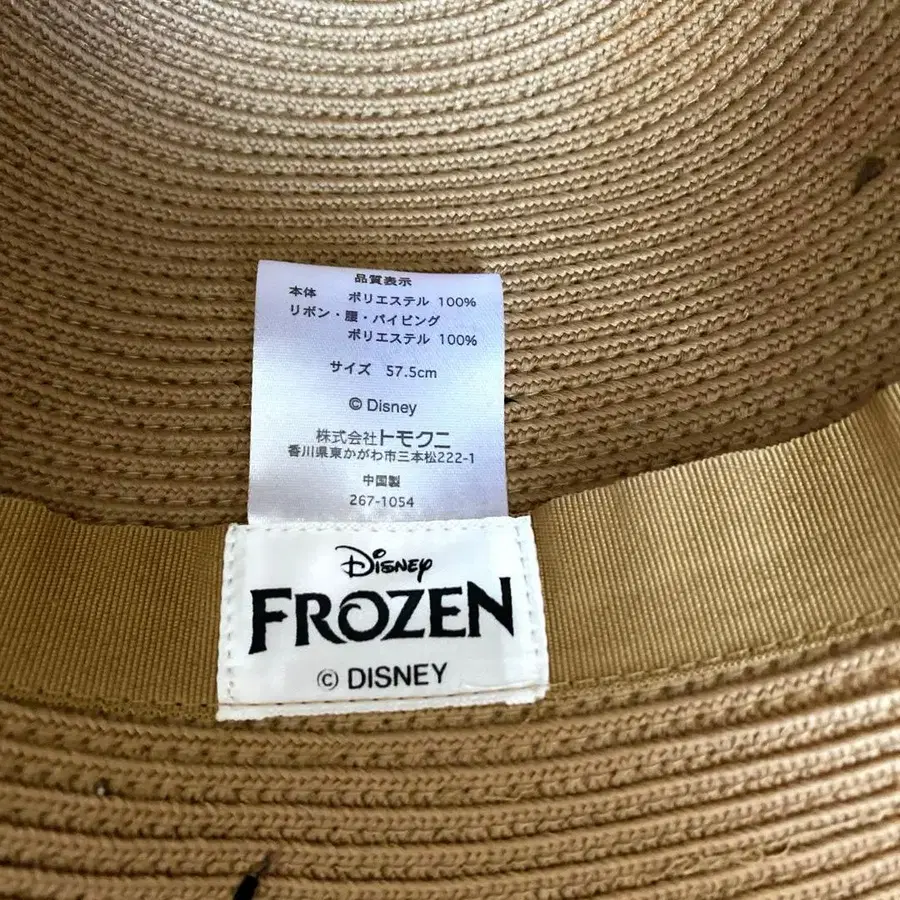 品質表示
本体 ポリエステル 100%
リボン・腰・パイピング
ポリエステル 100%
サイズ 57.5cm
© Disney
株式会社トモクニ
香川県東かがわ市三本松222-1
中国製
267-1054
Disney
FROZEN
© DISNEY